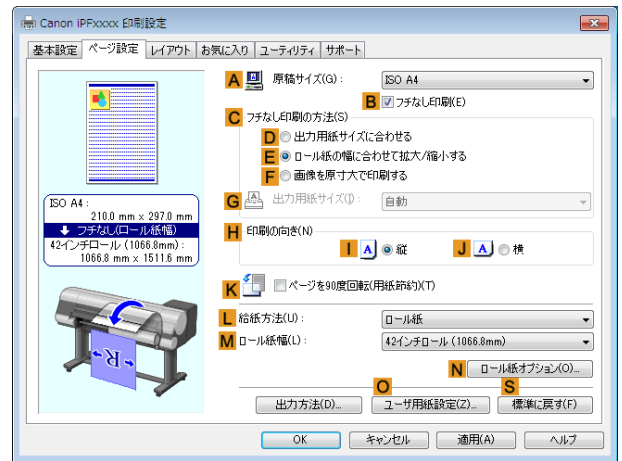 Canon iPFxxxx 印刷設定
基本設定 ページ設定 レイアウト お気に入り ユーティリティ サポート
A 原稿サイズ(G): ISO A4
B フチなし印刷(E)
C フチなし印刷の方法(S)
D 出力用紙サイズに合わせる
E ロール紙の幅に合わせて拡大/縮小する
F 画像を原寸大で印刷する
G 出力用紙サイズ(I): 自動
H 印刷の向き(N)
I A 縦 J A 横
K ページを90度回転(用紙節約)(T)
L 給紙方法(U): ロール紙
M ロール紙幅(L): 42インチロール (1066.8mm)
N ロール紙オプション(O)...
O S
出力方法(D)... ユーザ用紙設定(Z)... 標準に戻す(F)
ISO A4 :
210.0 mm x 297.0 mm
フチなし(ロール紙幅)
42インチロール (1066.8mm) :
1066.8 mm x 1511.6 mm
R
OK キャンセル 適用(A) ヘルプ